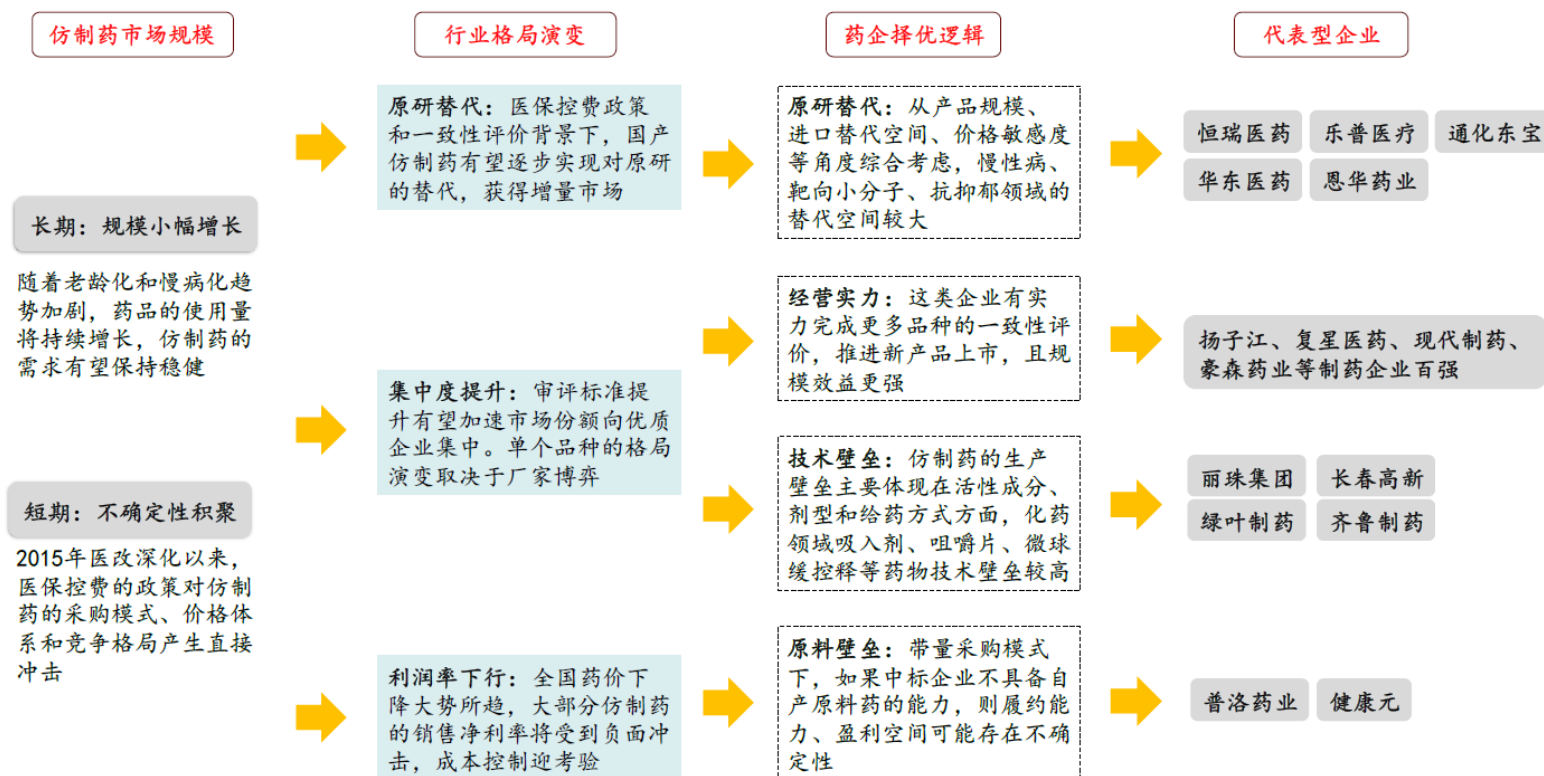 仿制药市场规模
行业格局演变
药企择优逻辑
代表型企业
长期：规模小幅增长
随着老龄化和慢病化趋
势加剧，药品的使用量
将持续增长，仿制药的
需求有望保持稳健
短期：不确定性积聚
2015年医改深化以来，
医保控费的政策对仿制
药的采购模式、价格体
系和竞争格局产生直接
冲击
原研替代：医保控费政策
和一致性评价背景下，国产
仿制药有望逐步实现对原研
的替代，获得增量市场
集中度提升：审评标准提
升有望加速市场份额向优质
企业集中。单个品种的格局
演变取决于厂家博弈
利润率下行：全国药价下
降大势所趋，大部分仿制药
的销售净利率将受到负面冲
击，成本控制迎考验
原研替代：从产品规模、
进口替代空间、价格敏感度
等角度综合考虑，慢性病、
靶向小分子、抗抑郁领域的
替代空间较大
经营实力：这类企业有实
力完成更多品种的一致性评
价，推进新产品上市，且规
模效益更强
技术壁垒：仿制药的生产
壁垒主要体现在活性成分、
剂型和给药方式方面，化药
领域吸入剂、咀嚼片、微球
缓控释等药物技术壁垒较高
原料壁垒：带量采购模式
下，如果中标企业不具备自
产原料药的能力，则履约能
力、盈利空间可能存在不确
定性
恒瑞医药 乐普医疗 通化东宝
华东医药 恩华药业
扬子江、复星医药、现代制药、
豪森药业等制药企业百强
丽珠集团 长春高新
绿叶制药 齐鲁制药
普洛药业 健康元